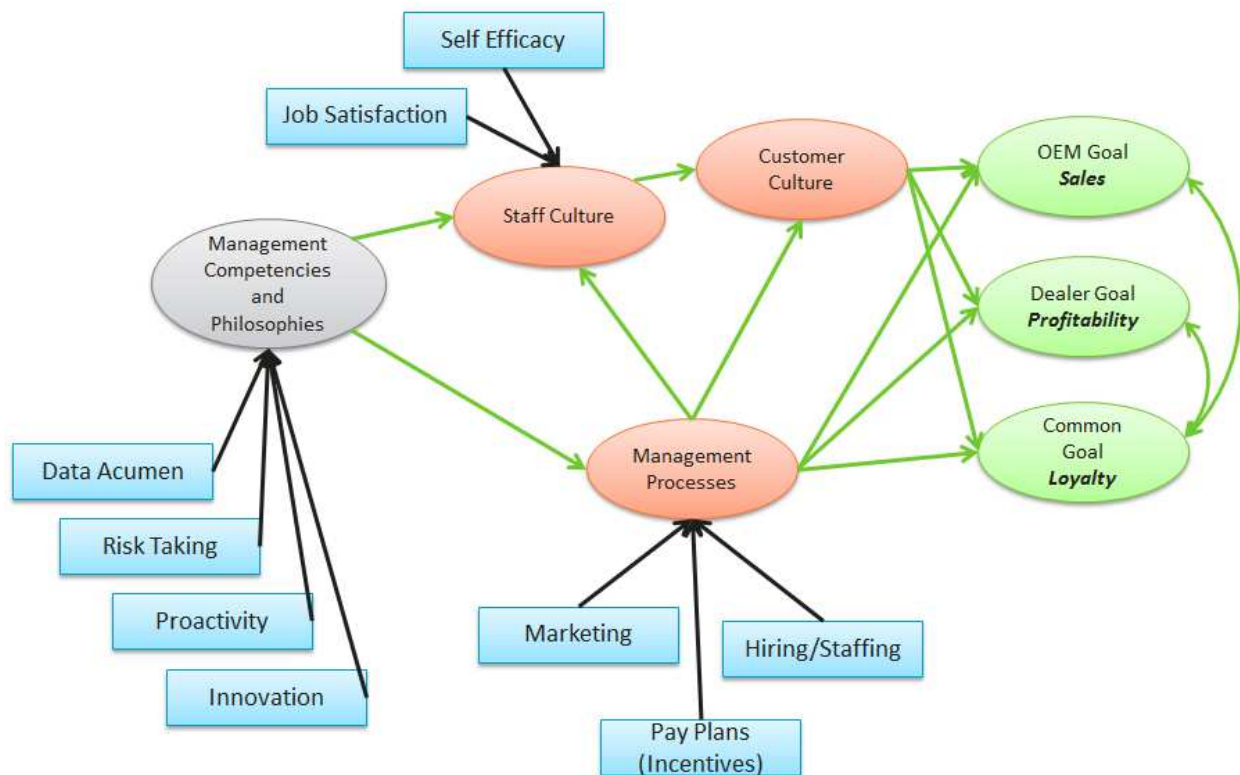 Self Efficacy
Job Satisfaction
Customer
Culture
OEM Goal
Sales
Staff Culture
Management
Competencies
and
Philosophies
Dealer Goal
Profitability
Common
Goal
Loyalty
Management
Processes
Data Acumen
Risk Taking
Proactivity
Innovation
Marketing
Hiring/Staffing
Pay Plans
(Incentives)